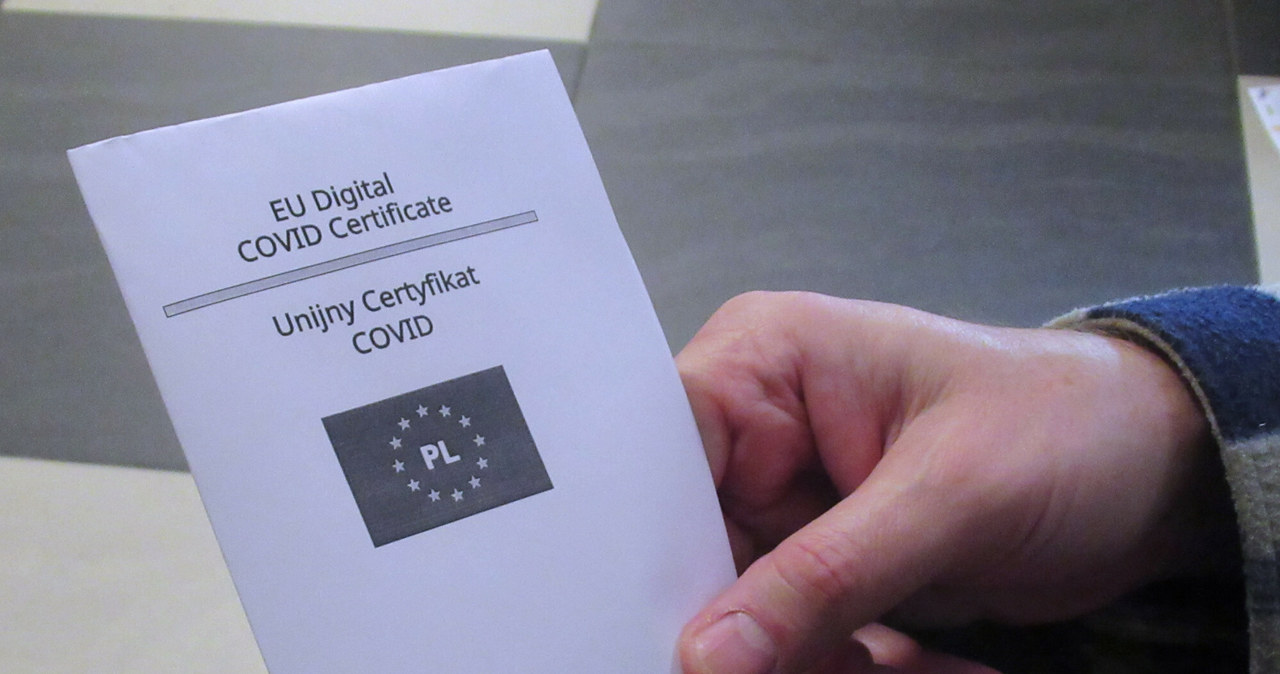 EU Digital
COVID Certificate
Unijny Certyfikat
COVID
PL